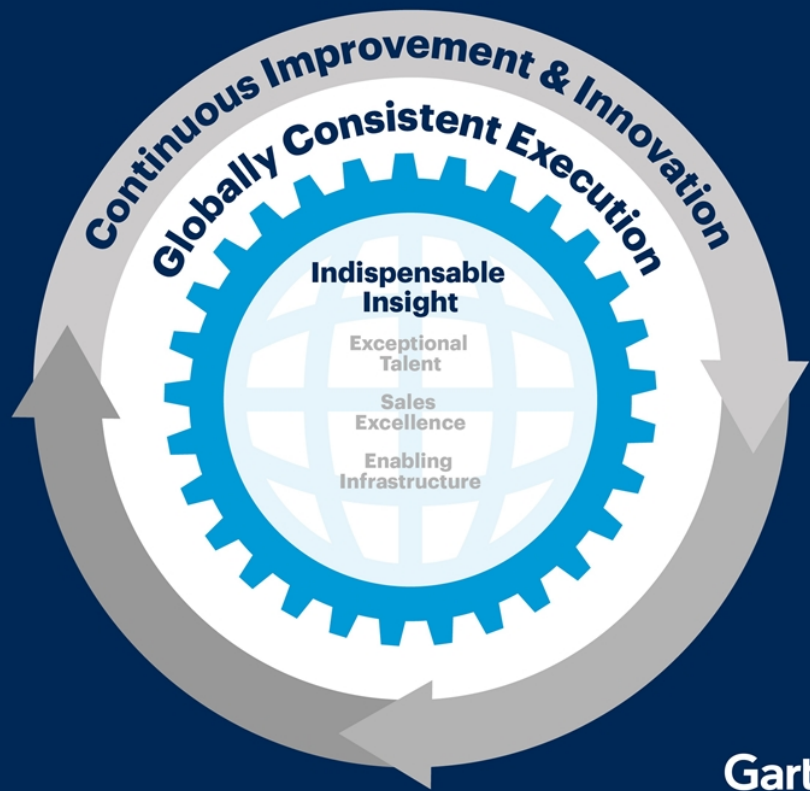 Continuous Improvement & Innovation
Globally Consistent Execution
Indispensable
Insight
Exceptional
Talent
Sales
Excellence
Enabling
Infrastructure